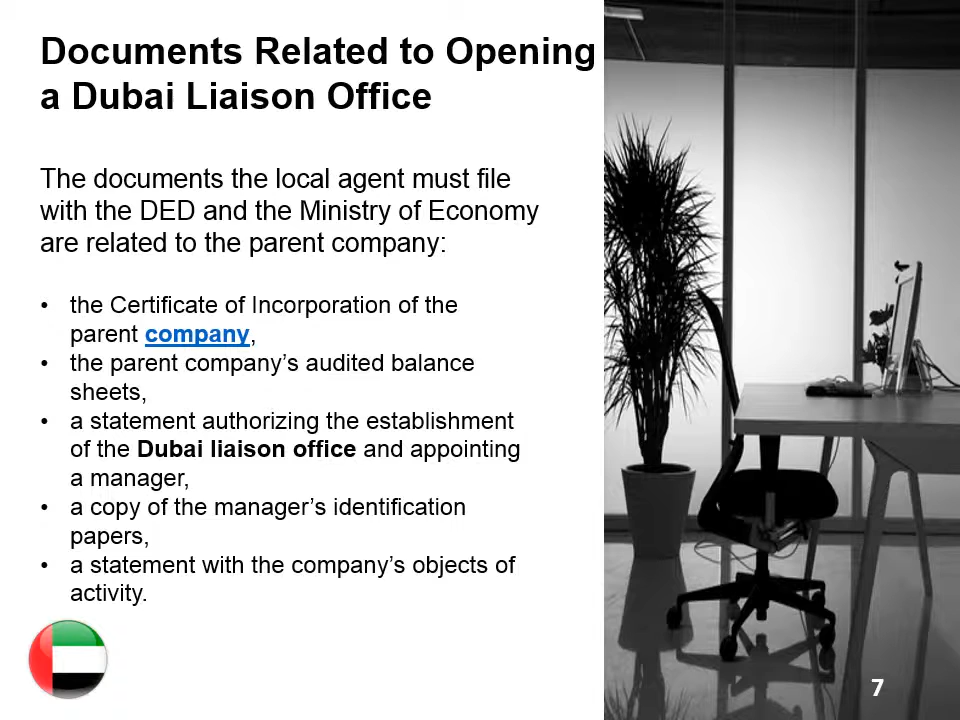 Documents Related to Opening
a Dubai Liaison Office
The documents the local agent must file
with the DED and the Ministry of Economy
are related to the parent company:
• the Certificate of Incorporation of the
parent company,
• the parent company’s audited balance
sheets,
• a statement authorizing the establishment
of the Dubai liaison office and appointing
a manager,
• a copy of the manager’s identification
papers,
• a statement with the company’s objects of
activity.
7